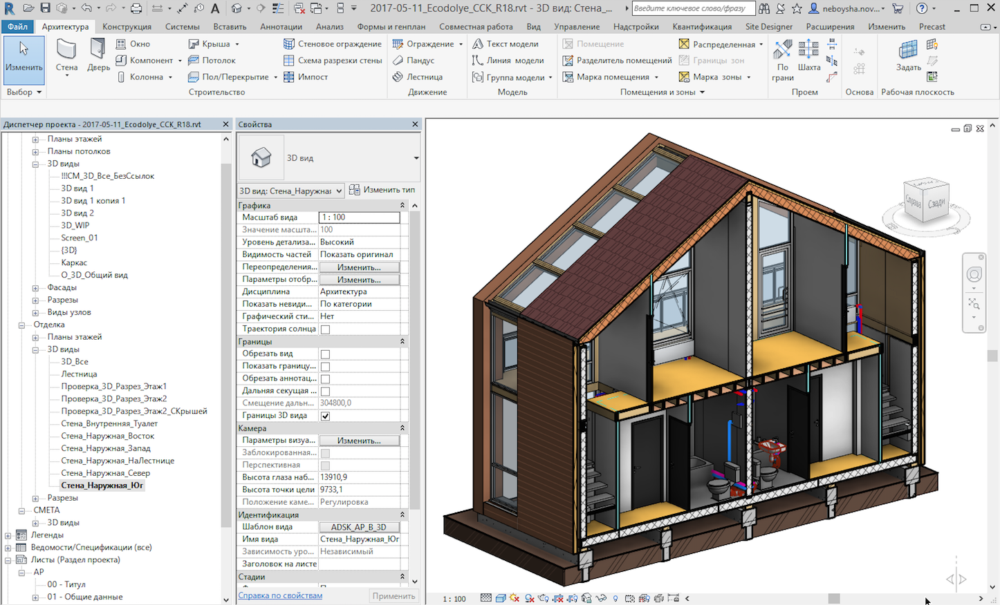 2017-05-11_Ecodolye_CCK_R18.rvt - 3D вид: Стена_...
Введите ключевое слово/фразу
neboysha.nov...
Файл
Архитектура
Конструкция
Системы
Вставить
Аннотации
Анализ
Формы и генплан
Совместная работа
Вид
Управление
Надстройки
Квантификация
Site Designer
Расширения
Изменить
Precast
Изменить
Стена
Дверь
Окно
Компонент
Колонна
Крыша
Потолок
Пол/Перекрытие
Стеновое ограждение
Схема разрезки стены
Импост
Ограждение
Пандус
Лестница
Текст модели
Линия модели
Группа модели
Помещение
Разделитель помещений
Марка помещения
Распределенная
Границы зон
Марка зоны
По грани
Шахта
Задать
Выбор
Строительство
Движение
Модель
Помещения и зоны
Проем
Основа
Рабочая плоскость
Диспетчер проекта - 2017-05-11_Ecodolye_CCK_R18.rvt
Планы этажей
Планы потолков
3D виды
!!!СМ_3D_Все_БезСсылок
3D вид 1
3D вид 1 копия 1
3D вид 2
3D_WIP
Screen_01
{3D}
Каркас
О_3D_Общий вид
Фасады
Разрезы
Виды узлов
Отделка
Планы этажей
3D виды
3D_Все
Лестница
Проверка_3D_Разрез_Этаж1
Проверка_3D_Разрез_Этаж2
Проверка_3D_Разрез_Этаж2_СКрышей
Стена_Внутренняя_Туалет
Стена_Наружная_Восток
Стена_Наружная_Запад
Стена_Наружная_НаЛестнице
Стена_Наружная_Север
Стена_Наружная_Юг
Разрезы
СМЕТА
3D виды
Легенды
Ведомости/Спецификации (все)
Листы (Раздел проекта)
АР
00 - Титул
01 - Общие данные
Свойства
3D вид
3D вид: Стена_Наружна
Изменить тип
Графика
Масштаб вида 1 : 100
Значение масшта... 100
Уровень детализа... Высокий
Видимость частей Показать оригинал
Переопределения... Изменить...
Параметры отобр... Изменить...
Дисциплина Архитектура
Показать невиди... По категории
Графический сти... Нет
Траектория солнца
Границы
Обрезать вид
Показать границу...
Обрезать аннотац...
Дальняя секущая ...
Смещение дальн... 304800,0
Границы 3D вида
Камера
Параметры визуа... Изменить...
Заблокированная...
Перспективная
Высота глаза наб... 13910,9
Высота точки цели 9733,1
Положение каме... Регулировка
Идентификация
Шаблон вида ADSK_АР_В_3D
Имя вида Стена_Наружная_Юг
Зависимость уро... Независимый
Заголовок на листе
Стадии
Справка по свойствам
Применить
Справа
Сзади
1 : 100